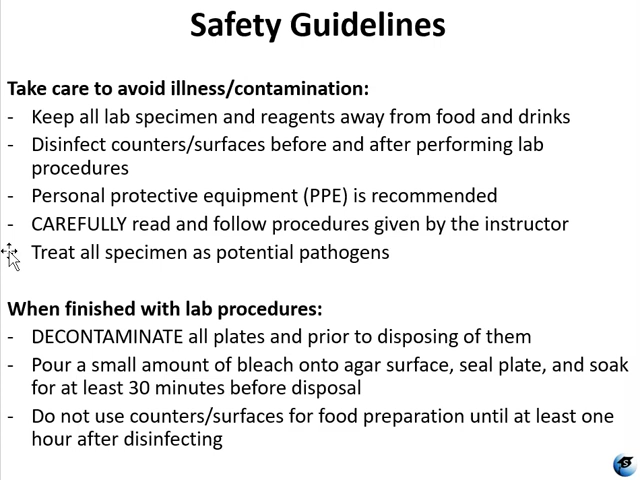 Safety Guidelines
Take care to avoid illness/contamination:
- Keep all lab specimen and reagents away from food and drinks
- Disinfect counters/surfaces before and after performing lab
procedures
- Personal protective equipment (PPE) is recommended
- CAREFULLY read and follow procedures given by the instructor
Treat all specimen as potential pathogens
When finished with lab procedures:
- DECONTAMINATE all plates and prior to disposing of them
- Pour a small amount of bleach onto agar surface, seal plate, and soak
for at least 30 minutes before disposal
- Do not use counters/surfaces for food preparation until at least one
hour after disinfecting
S